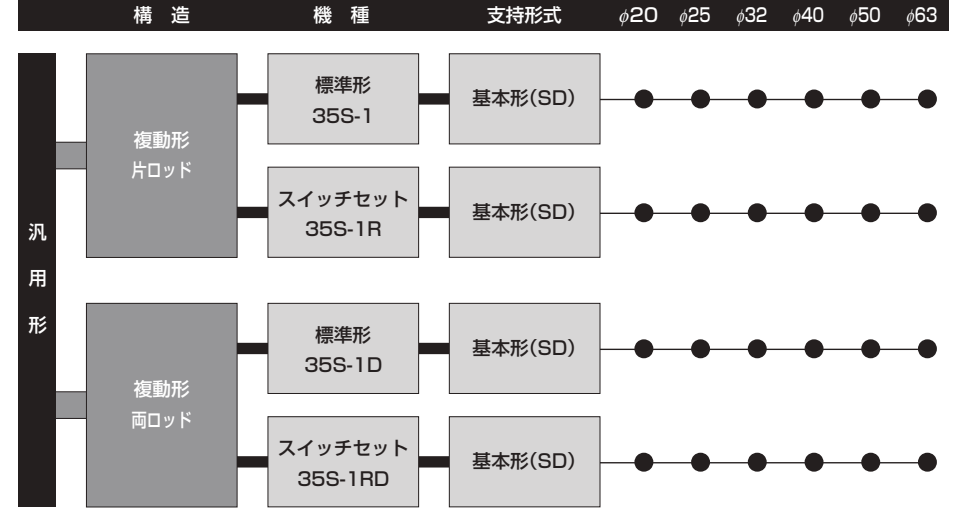 構造 機種 支持形式 φ20 φ25 φ32 φ40 φ50 φ63
汎用形
複動形
片ロッド
標準形
35S-1
基本形(SD)
スイッチセット
35S-1R
基本形(SD)
複動形
両ロッド
標準形
35S-1D
基本形(SD)
スイッチセット
35S-1RD
基本形(SD)